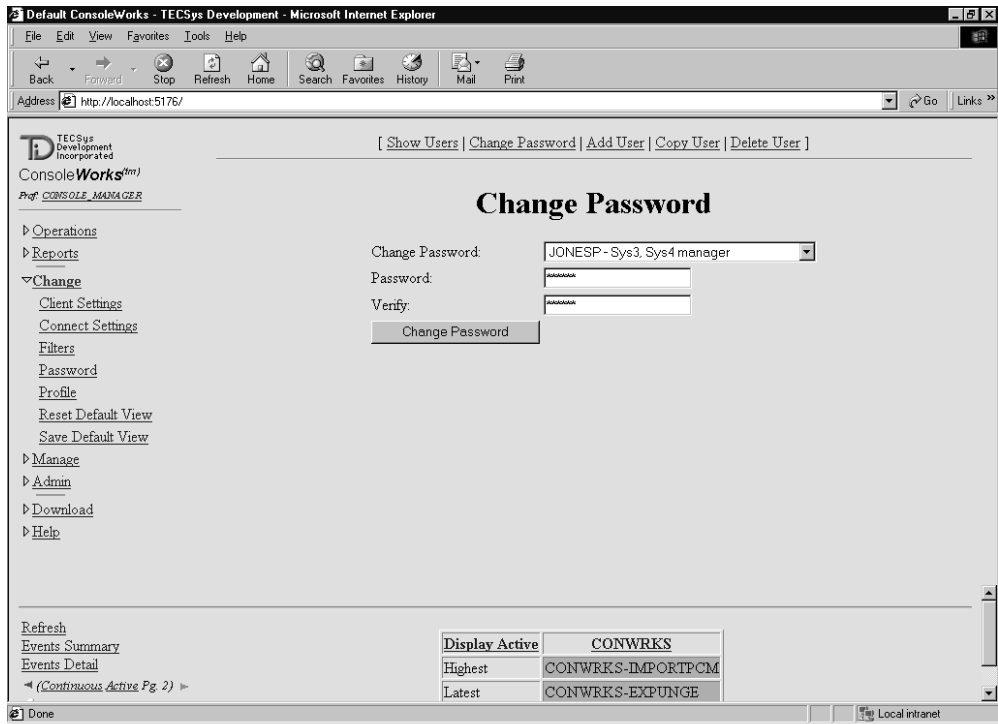 Default ConsoleWorks - TECSys Development - Microsoft Internet Explorer
File Edit View Favorites Tools Help
Back Forward Stop Refresh Home Search Favorites History Mail Print
Address http://localhost:5176/ Go Links »
TECSys
Development
Incorporated
ConsoleWorks(tm)
Prof: CONSOLE_MANAGER
Operations
Reports
Change
Client Settings
Connect Settings
Filters
Password
Profile
Reset Default View
Save Default View
Manage
Admin
Download
Help
[ Show Users | Change Password | Add User | Copy User | Delete User ]
Change Password
Change Password: JONESP - Sys3, Sys4 manager
Password: ******
Verify: ******
Change Password
Refresh
Events Summary
Events Detail
(Continuous Active Pg. 2)
Display Active CONWRKS
Highest CONWRKS-IMPORTPCM
Latest CONWRKS-EXPUNGE
Done Local intranet